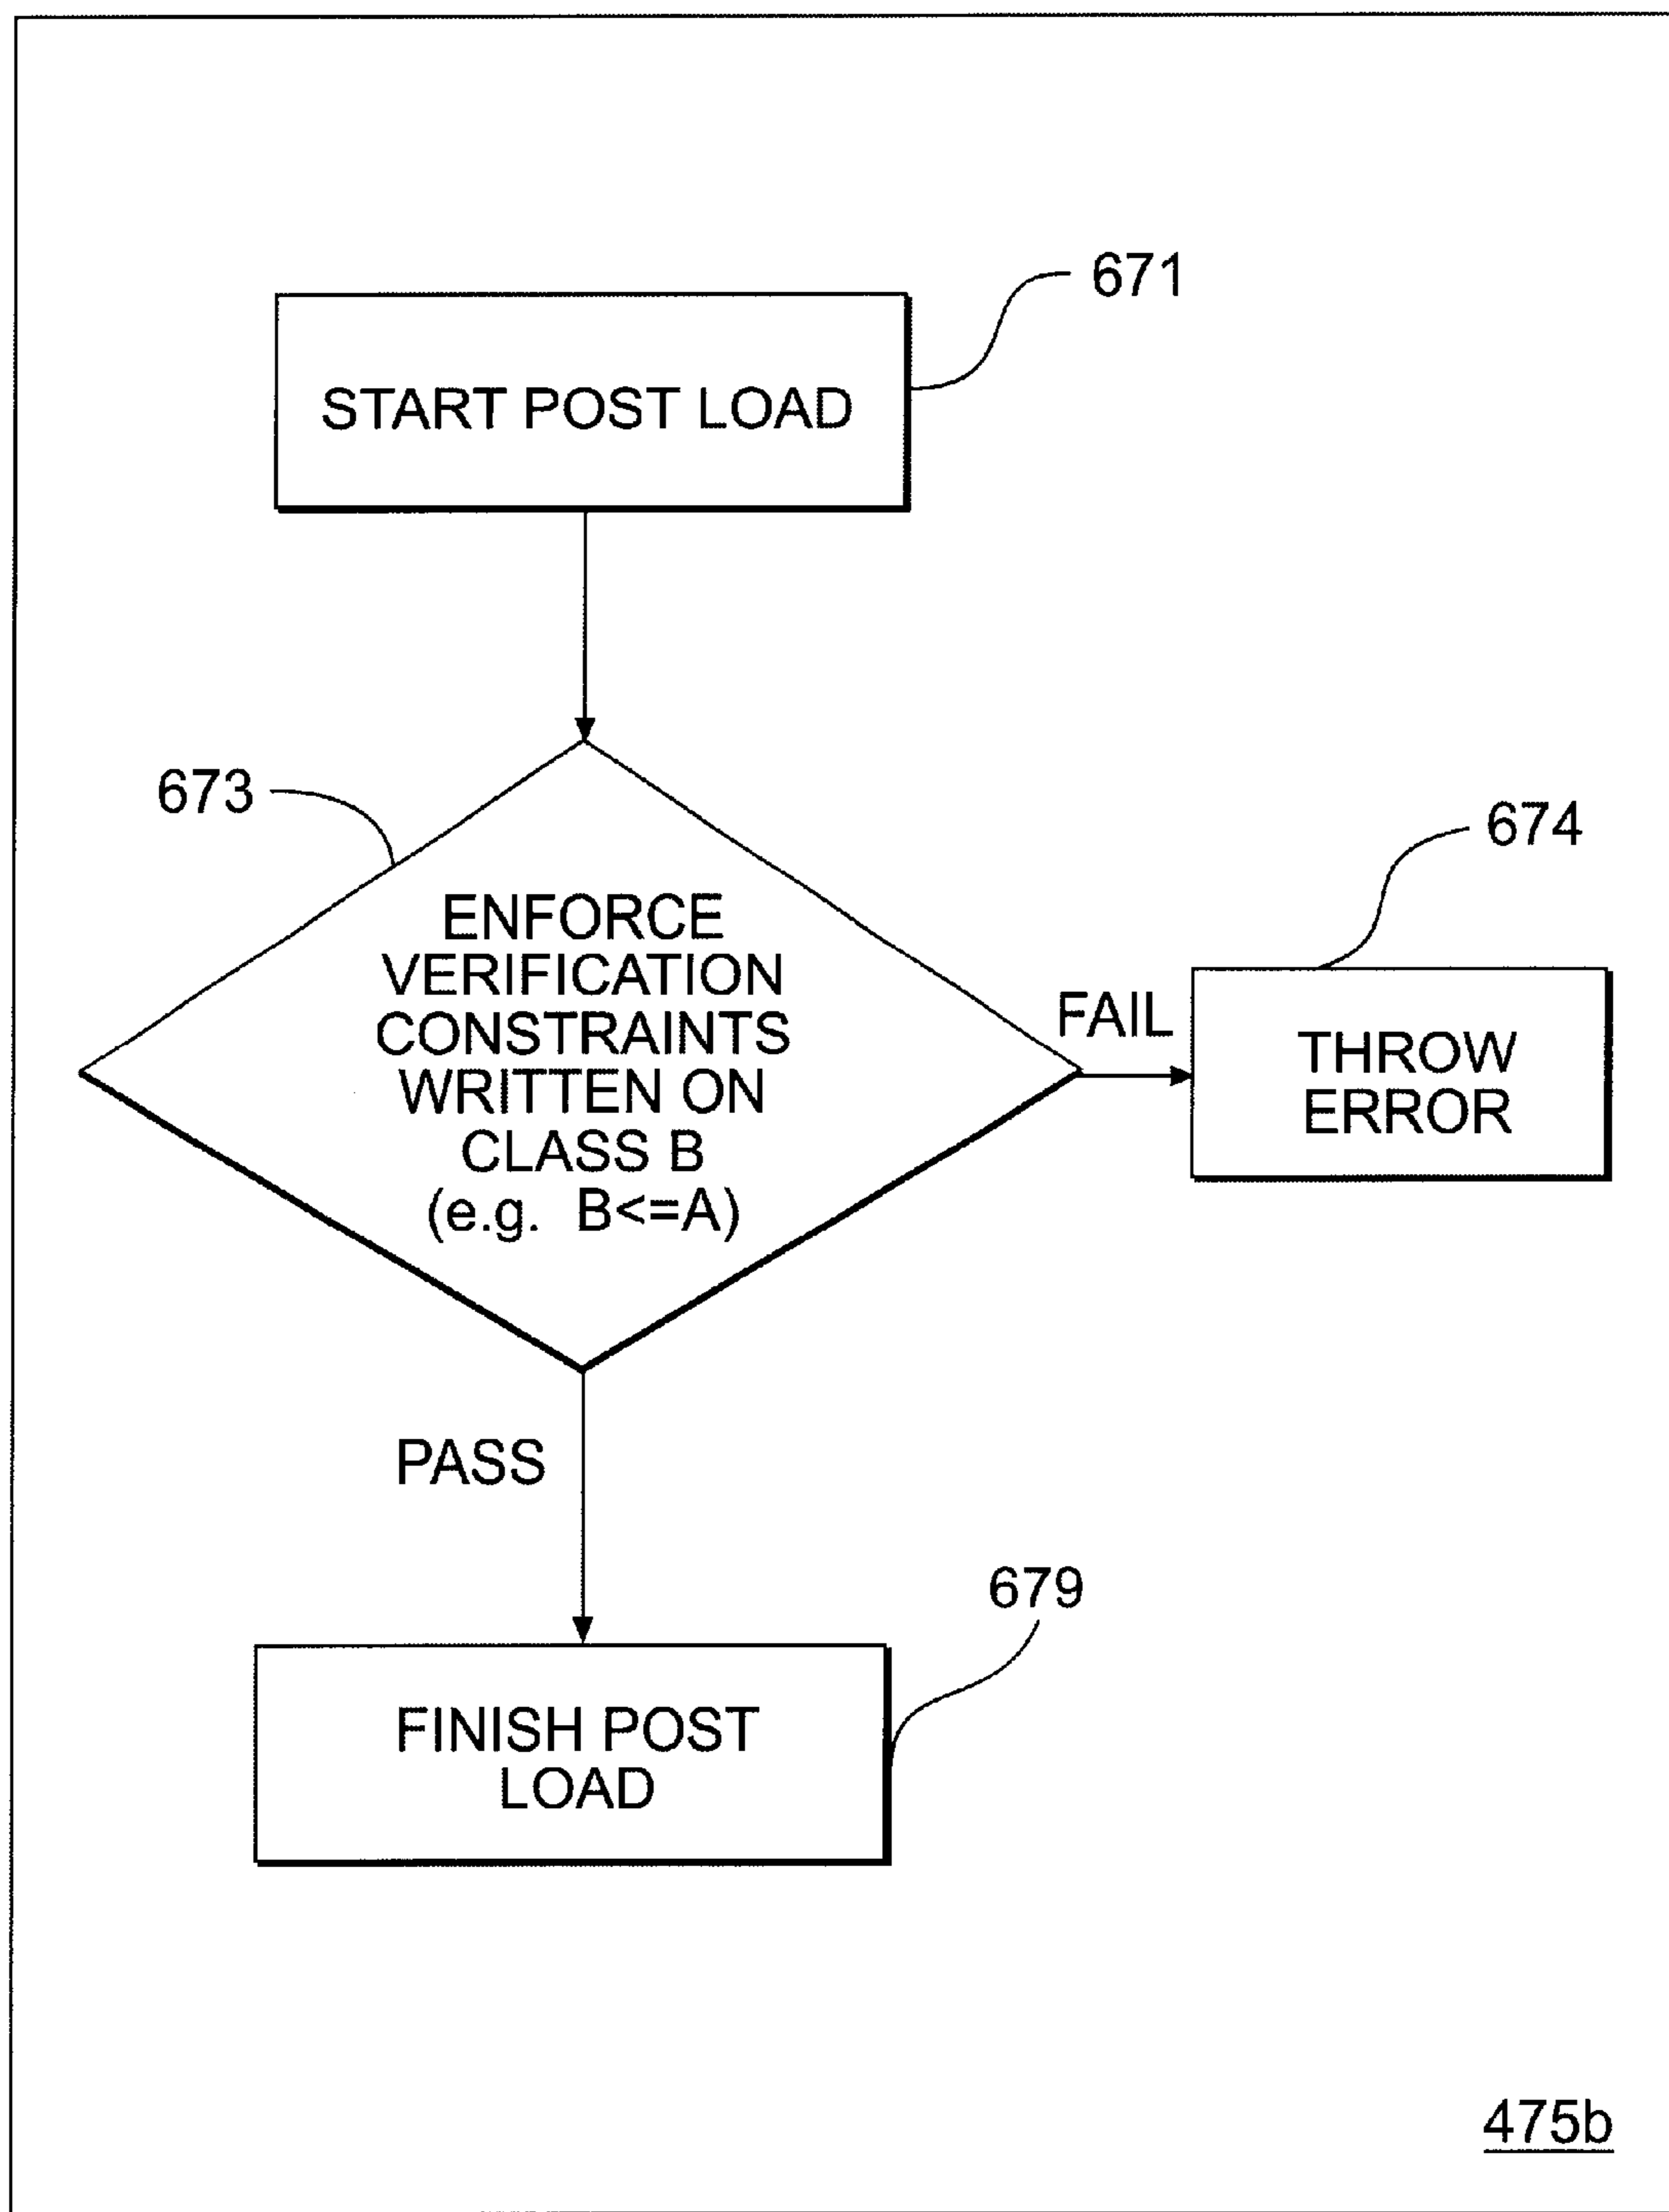 671
START POST LOAD
673
674
ENFORCE
VERIFICATION
CONSTRAINTS
WRITTEN ON
CLASS B
(e.g. B<=A)
FAIL
THROW
ERROR
PASS
679
FINISH POST
LOAD
475b